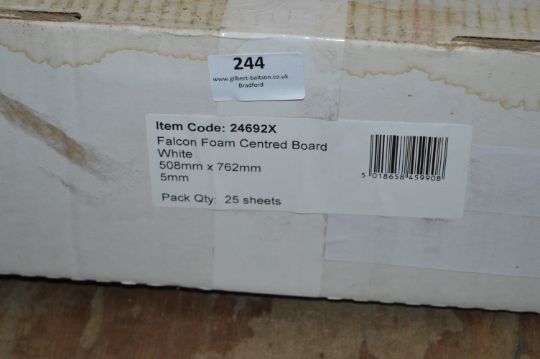 244
www.gilbert-baitson.co.uk
Bradford
Item Code: 24692X
Falcon Foam Centred Board
White
508mm x 762mm
5mm
Pack Qty: 25 sheets
5 018658 459908